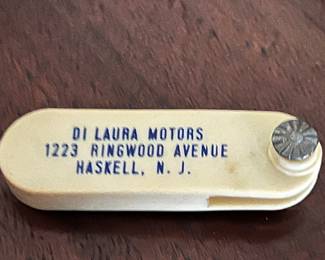 DI LAURA MOTORS
1223 RINGWOOD AVENUE
HASKELL, N. J.